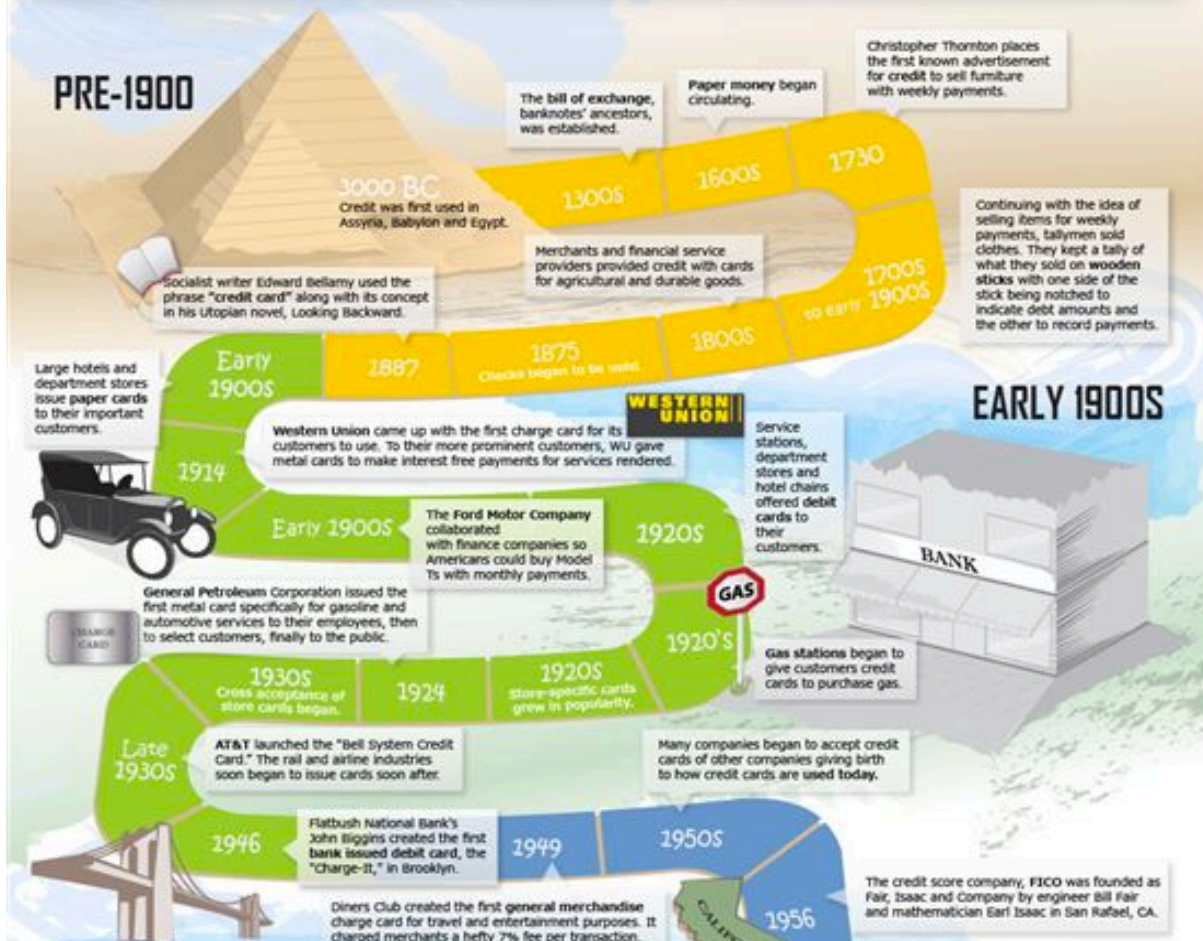 PRE-1900
3000 BC
Credit was first used in
Assyria, Babylon and Egypt.
The bill of exchange,
banknotes' ancestors,
was established.
1300s
Paper money began
circulating.
1600s
Christopher Thornton places
the first known advertisement
for credit to sell furniture
with weekly payments.
1730
Continuing with the idea of
selling items for weekly
payments, tallymen sold
clothes. They kept a tally of
what they sold on wooden
sticks with one side of the
stick being notched to
indicate debt amounts and
the other to record payments.
1700s
to early 1900s
Merchants and financial service
providers provided credit with cards
for agricultural and durable goods.
1800s
1875
Checks began to be used.
Socialist writer Edward Bellamy used the
phrase "credit card" along with its concept
in his Utopian novel, Looking Backward.
1887
EARLY 1900S
Large hotels and
department stores
issue paper cards
to their important
customers.
Early
1900s
WESTERN
UNION
Western Union came up with the first charge card for its
customers to use. To their more prominent customers, WU gave
metal cards to make interest free payments for services rendered.
1914
Early 1900s
The Ford Motor Company
collaborated
with finance companies so
Americans could buy Model
Ts with monthly payments.
1920s
Service
stations,
department
stores and
hotel chains
offered debit
cards to
their
customers.
BANK
GAS
1920's
Gas stations began to
give customers credit
cards to purchase gas.
1920s
Store-specific cards
grew in popularity.
General Petroleum Corporation issued the
first metal card specifically for gasoline and
automotive services to their employees, then
to select customers, finally to the public.
CHARGE
CARD
1924
1930s
Cross acceptance of
store cards began.
Late
1930s
AT&T launched the "Bell System Credit
Card." The rail and airline industries
soon began to issue cards soon after.
1946
Flatbush National Bank's
John Biggins created the first
bank issued debit card, the
"Charge-It," in Brooklyn.
1949
Diners Club created the first general merchandise
charge card for travel and entertainment purposes. It
charged merchants a hefty 7% fee per transaction.
Many companies began to accept credit
cards of other companies giving birth
to how credit cards are used today.
1950s
1956
The credit score company, FICO was founded as
Fair, Isaac and Company by engineer Bill Fair
and mathematician Earl Isaac in San Rafael, CA.